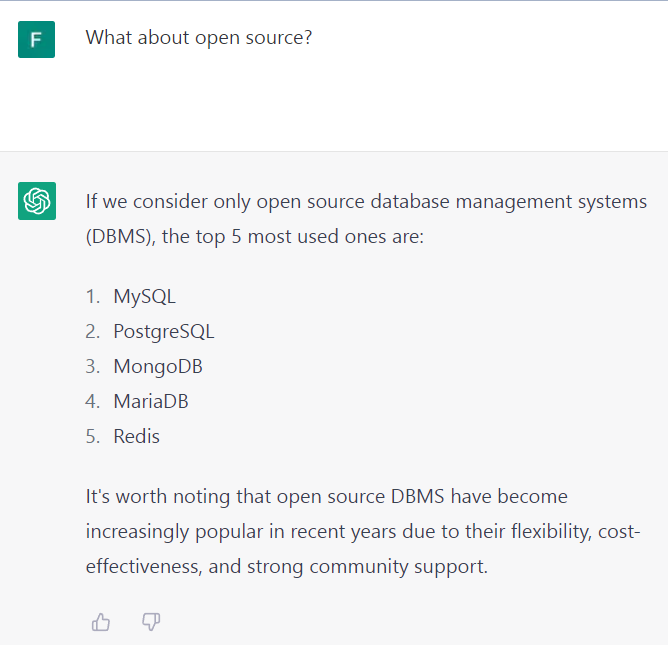 F
What about open source?
If we consider only open source database management systems
(DBMS), the top 5 most used ones are:
1. MySQL
2. PostgreSQL
3. MongoDB
4. MariaDB
5. Redis
It's worth noting that open source DBMS have become
increasingly popular in recent years due to their flexibility, cost-
effectiveness, and strong community support.